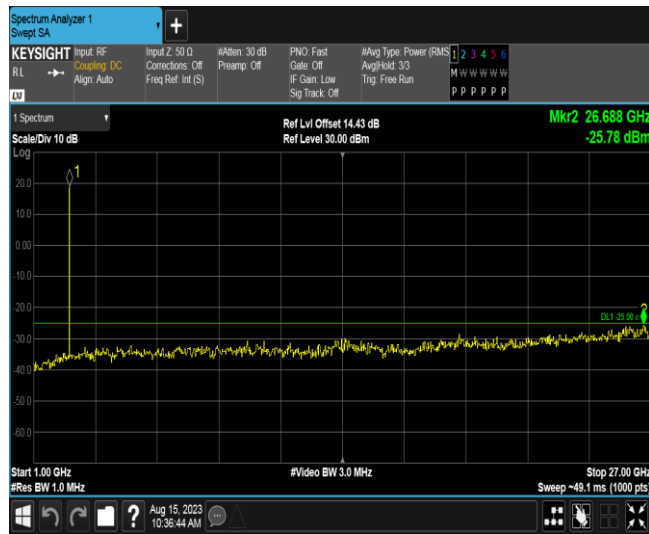 Spectrum Analyzer 1
Swept SA
KEYSIGHT
RL
LXI
Input: RF
Coupling: DC
Align: Auto
Input Z: 50 Ω
Corrections: Off
Freq Ref: Int (S)
#Atten: 30 dB
Preamp: Off
PNO: Fast
Gate: Off
IF Gain: Low
Sig Track: Off
#Avg Type: Power (RMS
Avg|Hold: 3/3
Trig: Free Run
1 2 3 4 5 6
M W W W W W
P P P P P P
1 Spectrum
Scale/Div 10 dB
Log
Ref Lvl Offset 14.43 dB
Ref Level 30.00 dBm
Mkr2 26.688 GHz
-25.78 dBm
1
20.0
10.0
0.00
-10.0
-20.0
2
DL1 -25.00
-30.0
-40.0
-50.0
-60.0
Start 1.00 GHz
#Res BW 1.0 MHz
#Video BW 3.0 MHz
Stop 27.00 GHz
Sweep ~49.1 ms (1000 pts
?
Aug 15, 2023
10:36:44 AM